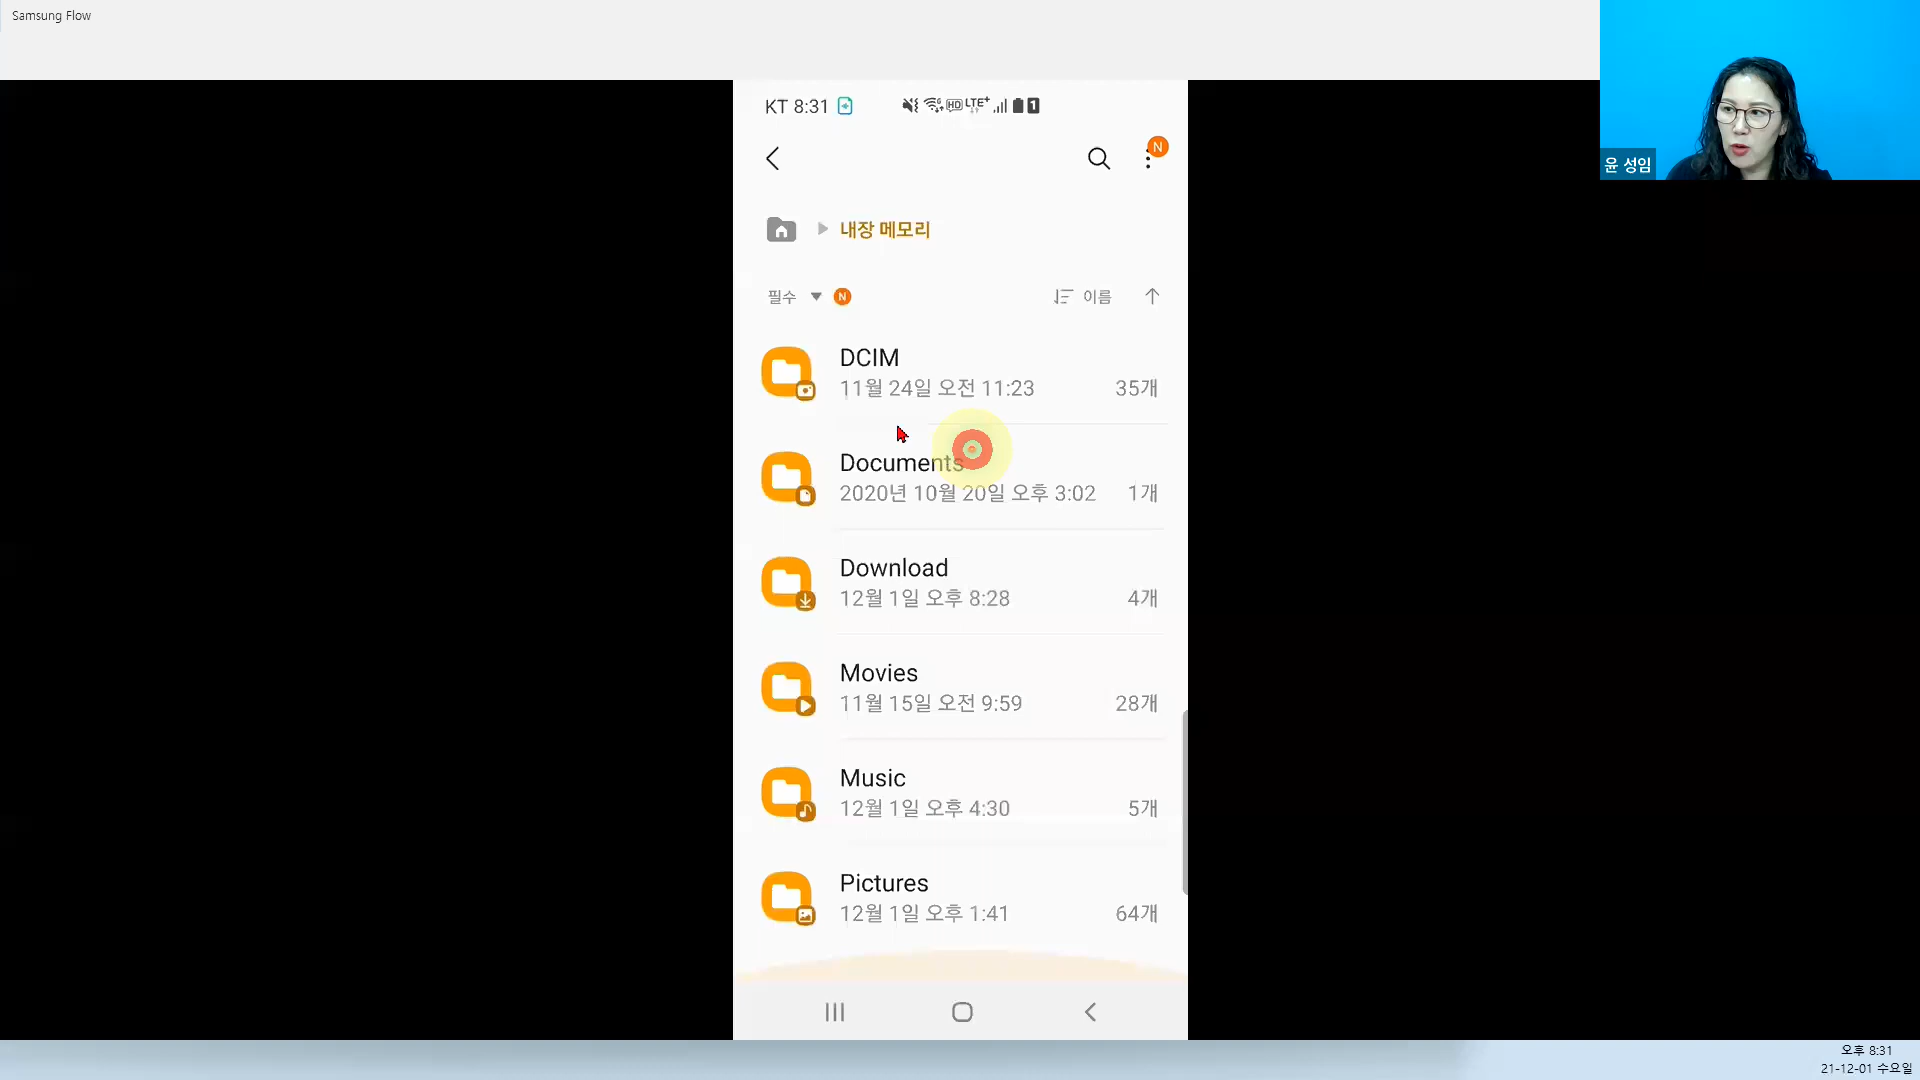 Samsung Flow
윤 성임
KT 8:31
HD LTE+ 1
N
내장 메모리
필수 N 이름
DCIM
11월 24일 오전 11:23 35개
Documents
2020년 10월 20일 오후 3:02 1개
Download
12월 1일 오후 8:28 4개
Movies
11월 15일 오전 9:59 28개
Music
12월 1일 오후 4:30 5개
Pictures
12월 1일 오후 1:41 64개
오후 8:31
21-12-01 수요일